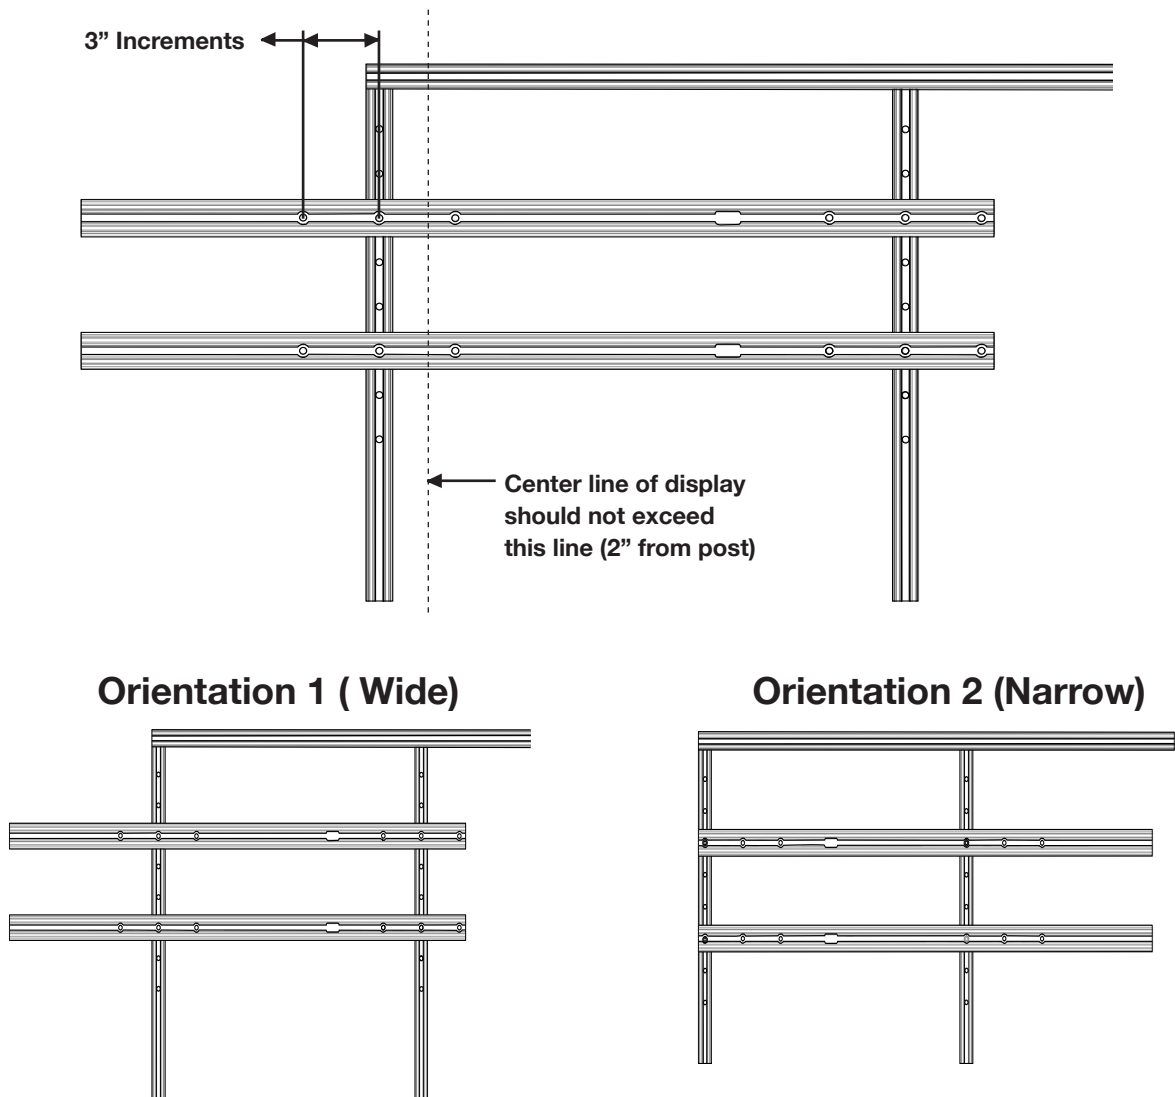 3” Increments
Center line of display
should not exceed
this line (2” from post)
Orientation 1 ( Wide)
Orientation 2 (Narrow)